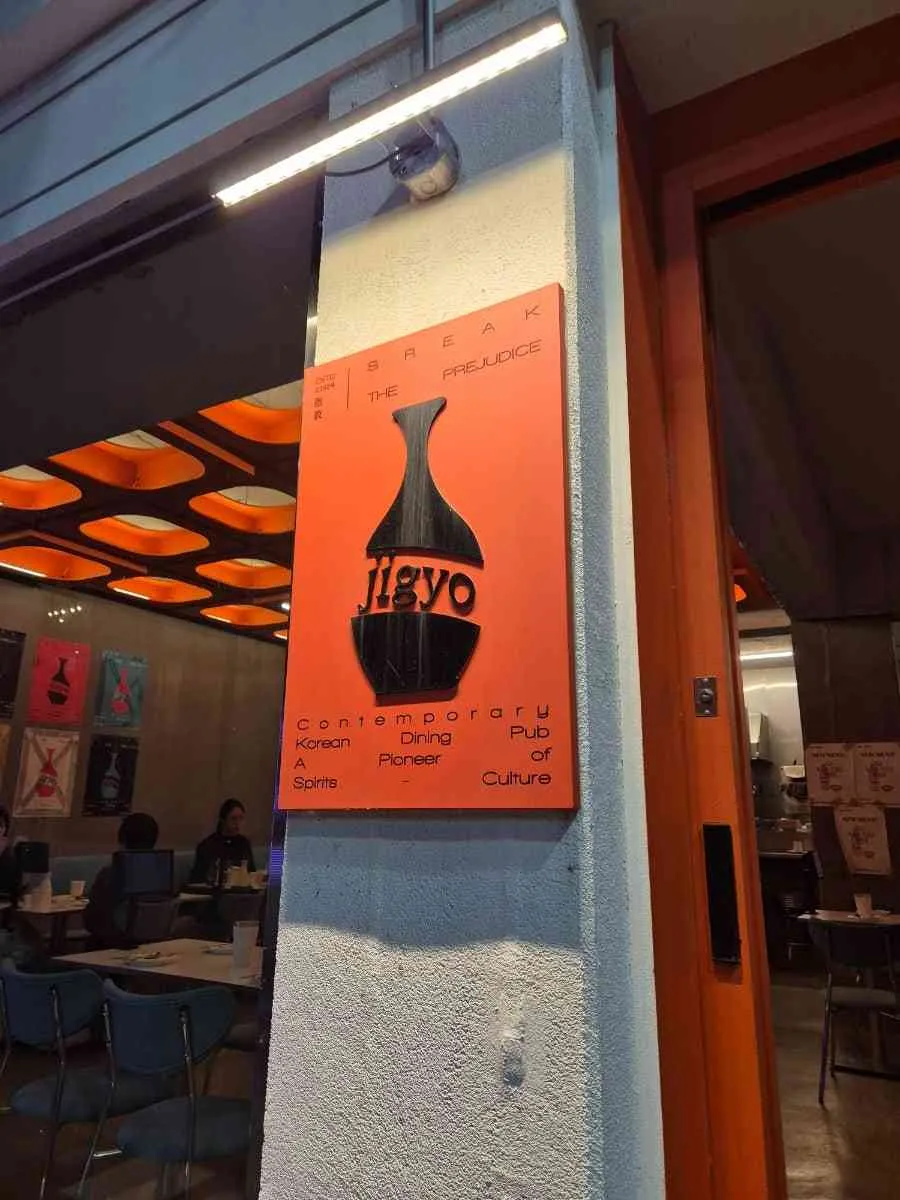 BREAK
THE PREJUDICE
jigyo
Contemporary
Korean Dining Pub
A Pioneer of
Spirits - Culture